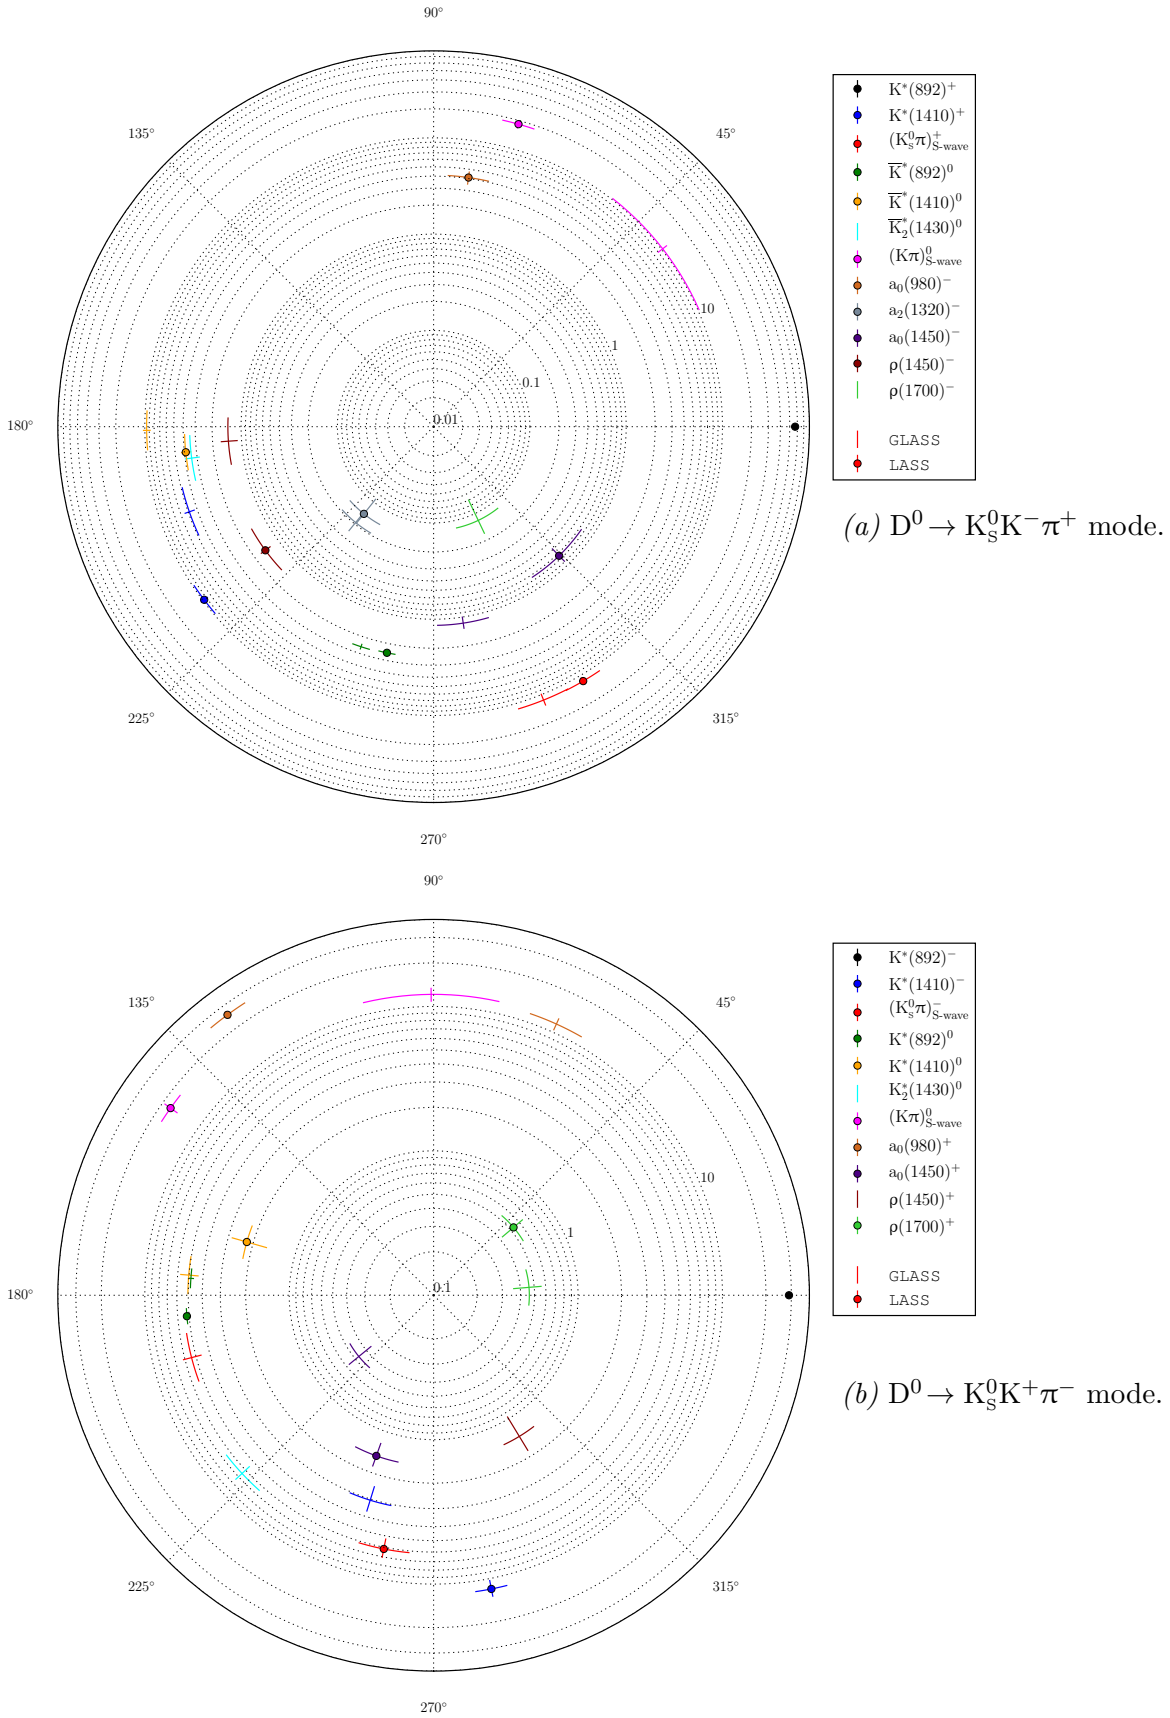 90°
135°
45°
180°
10
1
0.1
0.01
225°
315°
270°
K*(892)⁺
K*(1410)⁺
(K⁰ₛπ)⁺S-wave
K̅*(892)⁰
K̅*(1410)⁰
K̅*₂(1430)⁰
(Kπ)⁰S-wave
a₀(980)⁻
a₂(1320)⁻
a₀(1450)⁻
ρ(1450)⁻
ρ(1700)⁻
GLASS
LASS
(a) D⁰ → K⁰ₛK⁻π⁺ mode.
90°
135°
45°
180°
10
1
0.1
225°
315°
270°
K*(892)⁻
K*(1410)⁻
(K⁰ₛπ)⁻S-wave
K*(892)⁰
K*(1410)⁰
K*₂(1430)⁰
(Kπ)⁰S-wave
a₀(980)⁺
a₀(1450)⁺
ρ(1450)⁺
ρ(1700)⁺
GLASS
LASS
(b) D⁰ → K⁰ₛK⁺π⁻ mode.